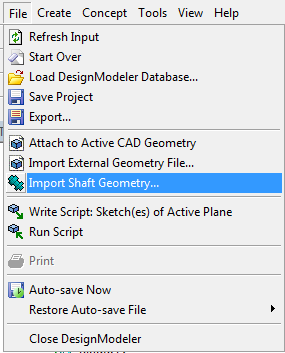 File Create Concept Tools View Help
Refresh Input
Start Over
Load DesignModeler Database...
Save Project
Export...
Attach to Active CAD Geometry
Import External Geometry File...
Import Shaft Geometry...
Write Script: Sketch(es) of Active Plane
Run Script
Print
Auto-save Now
Restore Auto-save File
Close DesignModeler